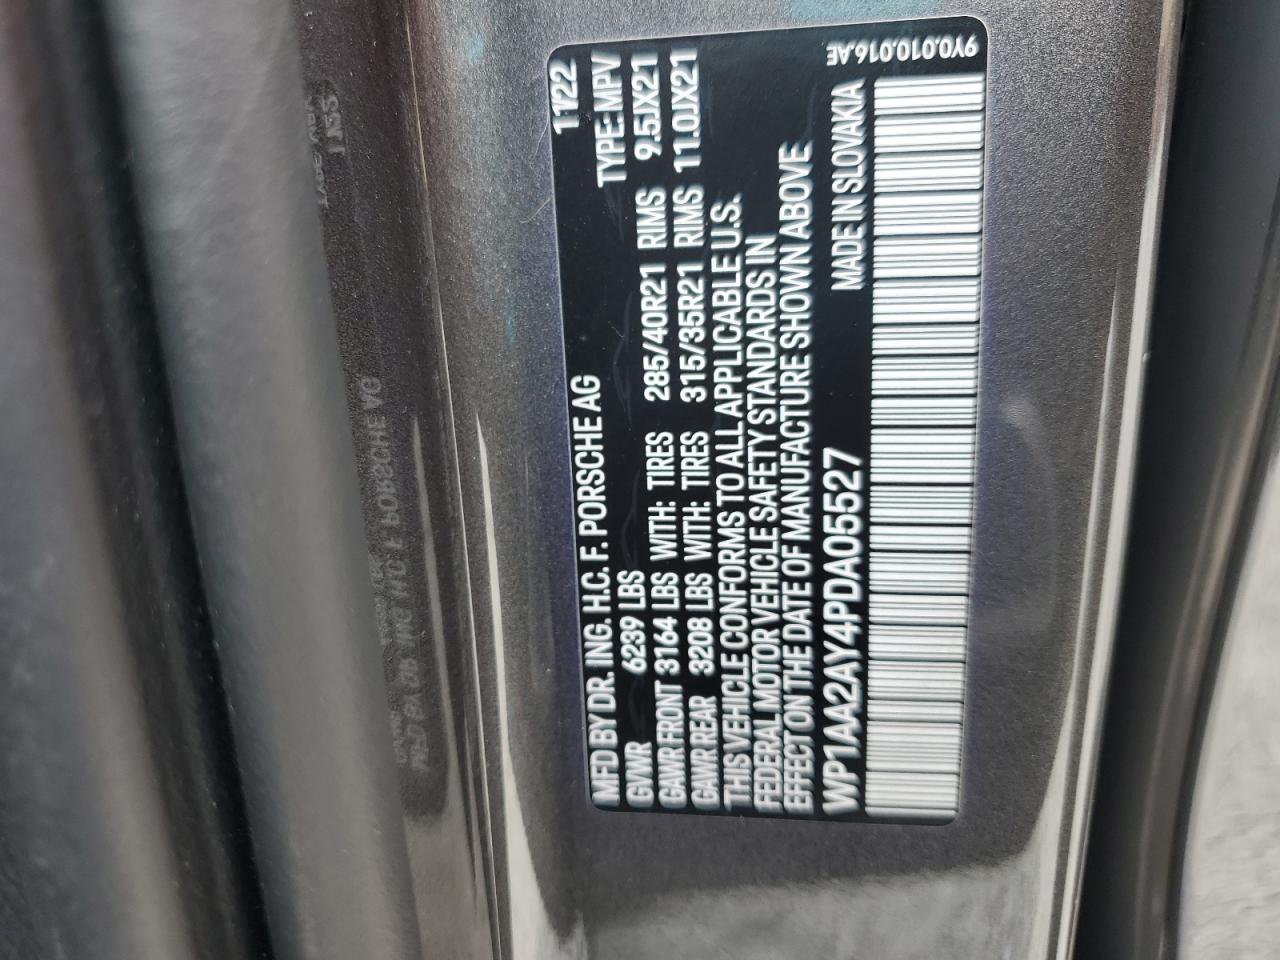 MFD BY DR. ING. H.C. F. PORSCHE AG 11/22
GVWR 6239 LBS TYPE: MPV
GAWR FRONT 3164 LBS WITH: TIRES 285/40R21 RIMS 9.5JX21
GAWR REAR 3208 LBS WITH: TIRES 315/35R21 RIMS 11.0JX21
THIS VEHICLE CONFORMS TO ALL APPLICABLE U.S.
FEDERAL MOTOR VEHICLE SAFETY STANDARDS IN
EFFECT ON THE DATE OF MANUFACTURE SHOWN ABOVE
WP1AA2AY4PDA05527 MADE IN SLOVAKIA
9Y0.010.016.AE